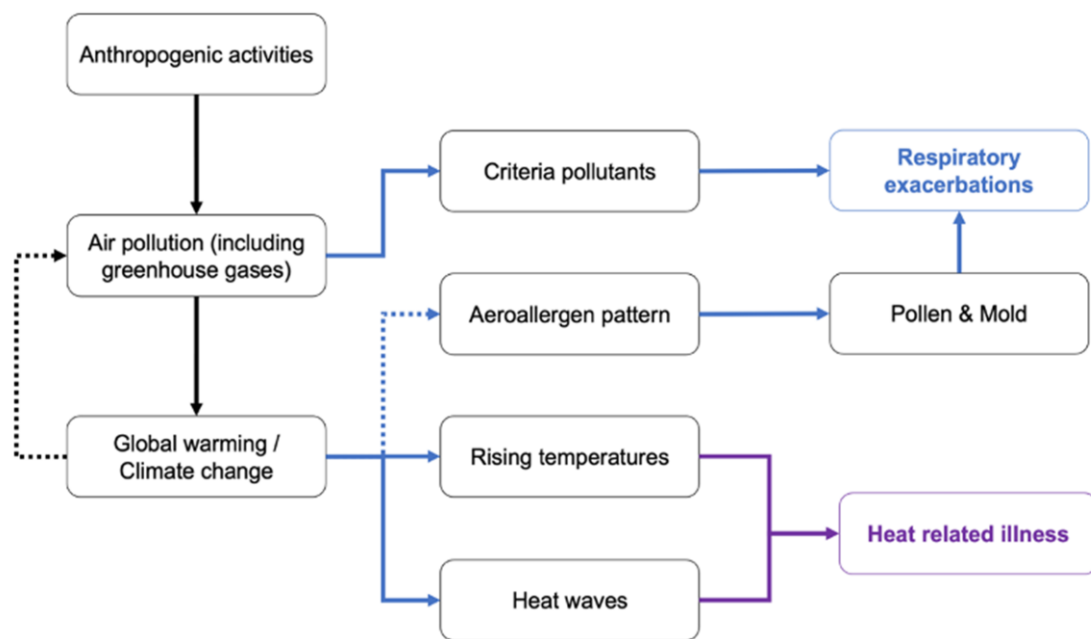 Anthropogenic activities
Criteria pollutants
Respiratory
exacerbations
Air pollution (including
greenhouse gases)
Aeroallergen pattern
Pollen & Mold
Global warming /
Climate change
Rising temperatures
Heat related illness
Heat waves